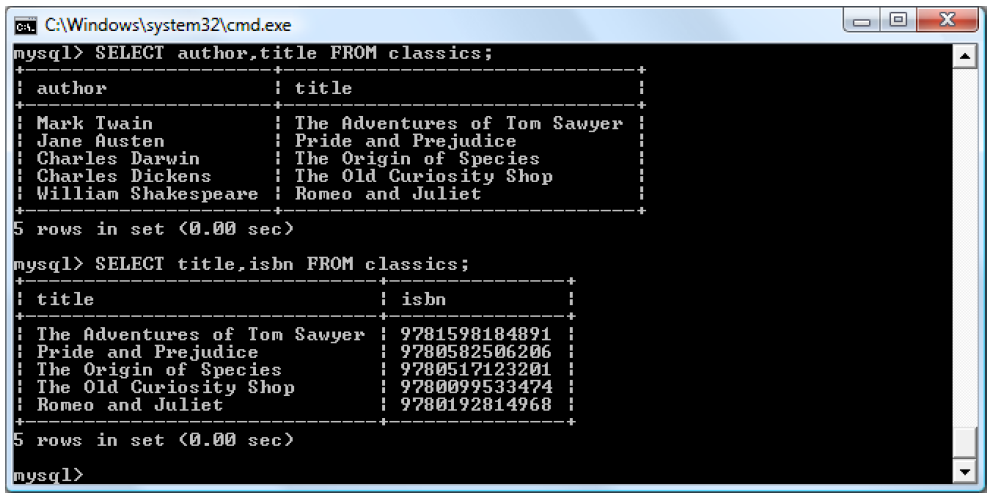 C:\Windows\system32\cmd.exe
mysql> SELECT author,title FROM classics;
+---------------------+------------------------------+
| author              | title                        |
+---------------------+------------------------------+
| Mark Twain          | The Adventures of Tom Sawyer |
| Jane Austen         | Pride and Prejudice          |
| Charles Darwin      | The Origin of Species        |
| Charles Dickens     | The Old Curiosity Shop       |
| William Shakespeare | Romeo and Juliet             |
+---------------------+------------------------------+
5 rows in set (0.00 sec)
mysql> SELECT title,isbn FROM classics;
+------------------------------+---------------+
| title                        | isbn          |
+------------------------------+---------------+
| The Adventures of Tom Sawyer | 9781598184891 |
| Pride and Prejudice          | 9780582506206 |
| The Origin of Species        | 9780517123201 |
| The Old Curiosity Shop       | 9780099533474 |
| Romeo and Juliet             | 9780192814968 |
+------------------------------+---------------+
5 rows in set (0.00 sec)
mysql>